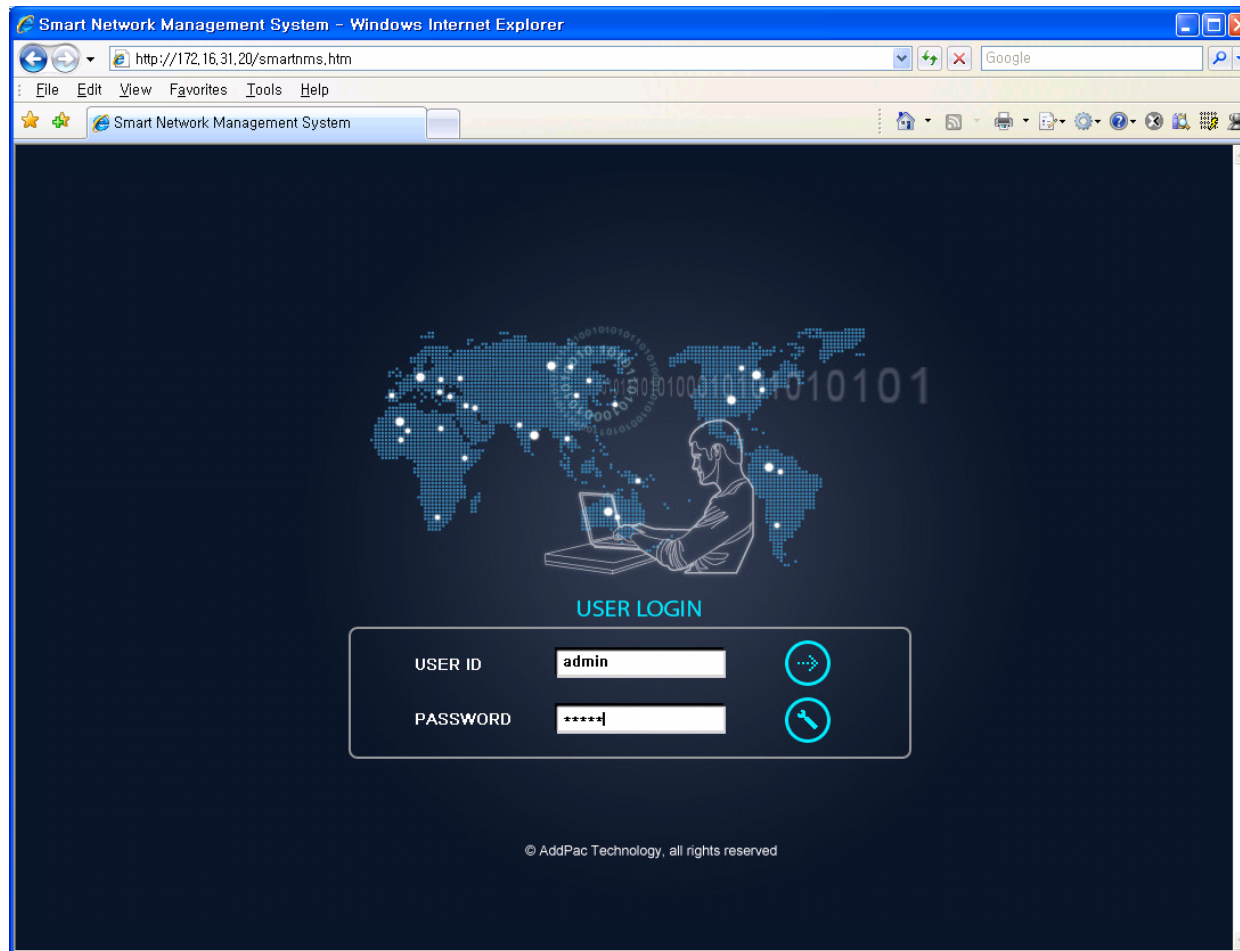 Smart Network Management System - Windows Internet Explorer
http://172,16,31,20/smartnms,htm
Google
File Edit View Favorites Tools Help
Smart Network Management System
USER LOGIN
USER ID admin
PASSWORD *****
© AddPac Technology, all rights reserved